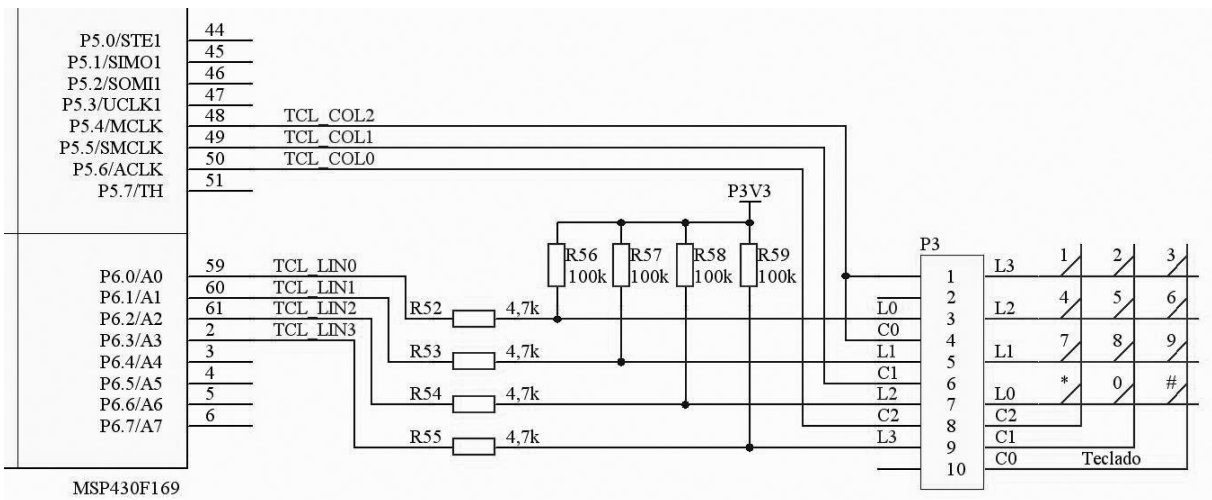 44
P5.0/STE1
45
P5.1/SIMO1
46
P5.2/SOMI1
47
P5.3/UCLK1
48 TCL_COL2
P5.4/MCLK
49 TCL_COL1
P5.5/SMCLK
50 TCL_COL0
P5.6/ACLK
51
P5.7/TH
P3V3
R56 R57 R58 R59
100k 100k 100k 100k
P3
59 TCL_LIN0
P6.0/A0
60 TCL_LIN1
P6.1/A1
61 TCL_LIN2
P6.2/A2
2 TCL_LIN3
P6.3/A3
3
P6.4/A4
4
P6.5/A5
5
P6.6/A6
6
P6.7/A7
R52 4,7k
R53 4,7k
R54 4,7k
R55 4,7k
L0
C0
L1
C1
L2
C2
L3
1
2
3
4
5
6
7
8
9
10
L3 1 2 3
L2 4 5 6
L1 7 8 9
L0 * 0 #
C2
C1
C0 Teclado
MSP430F169